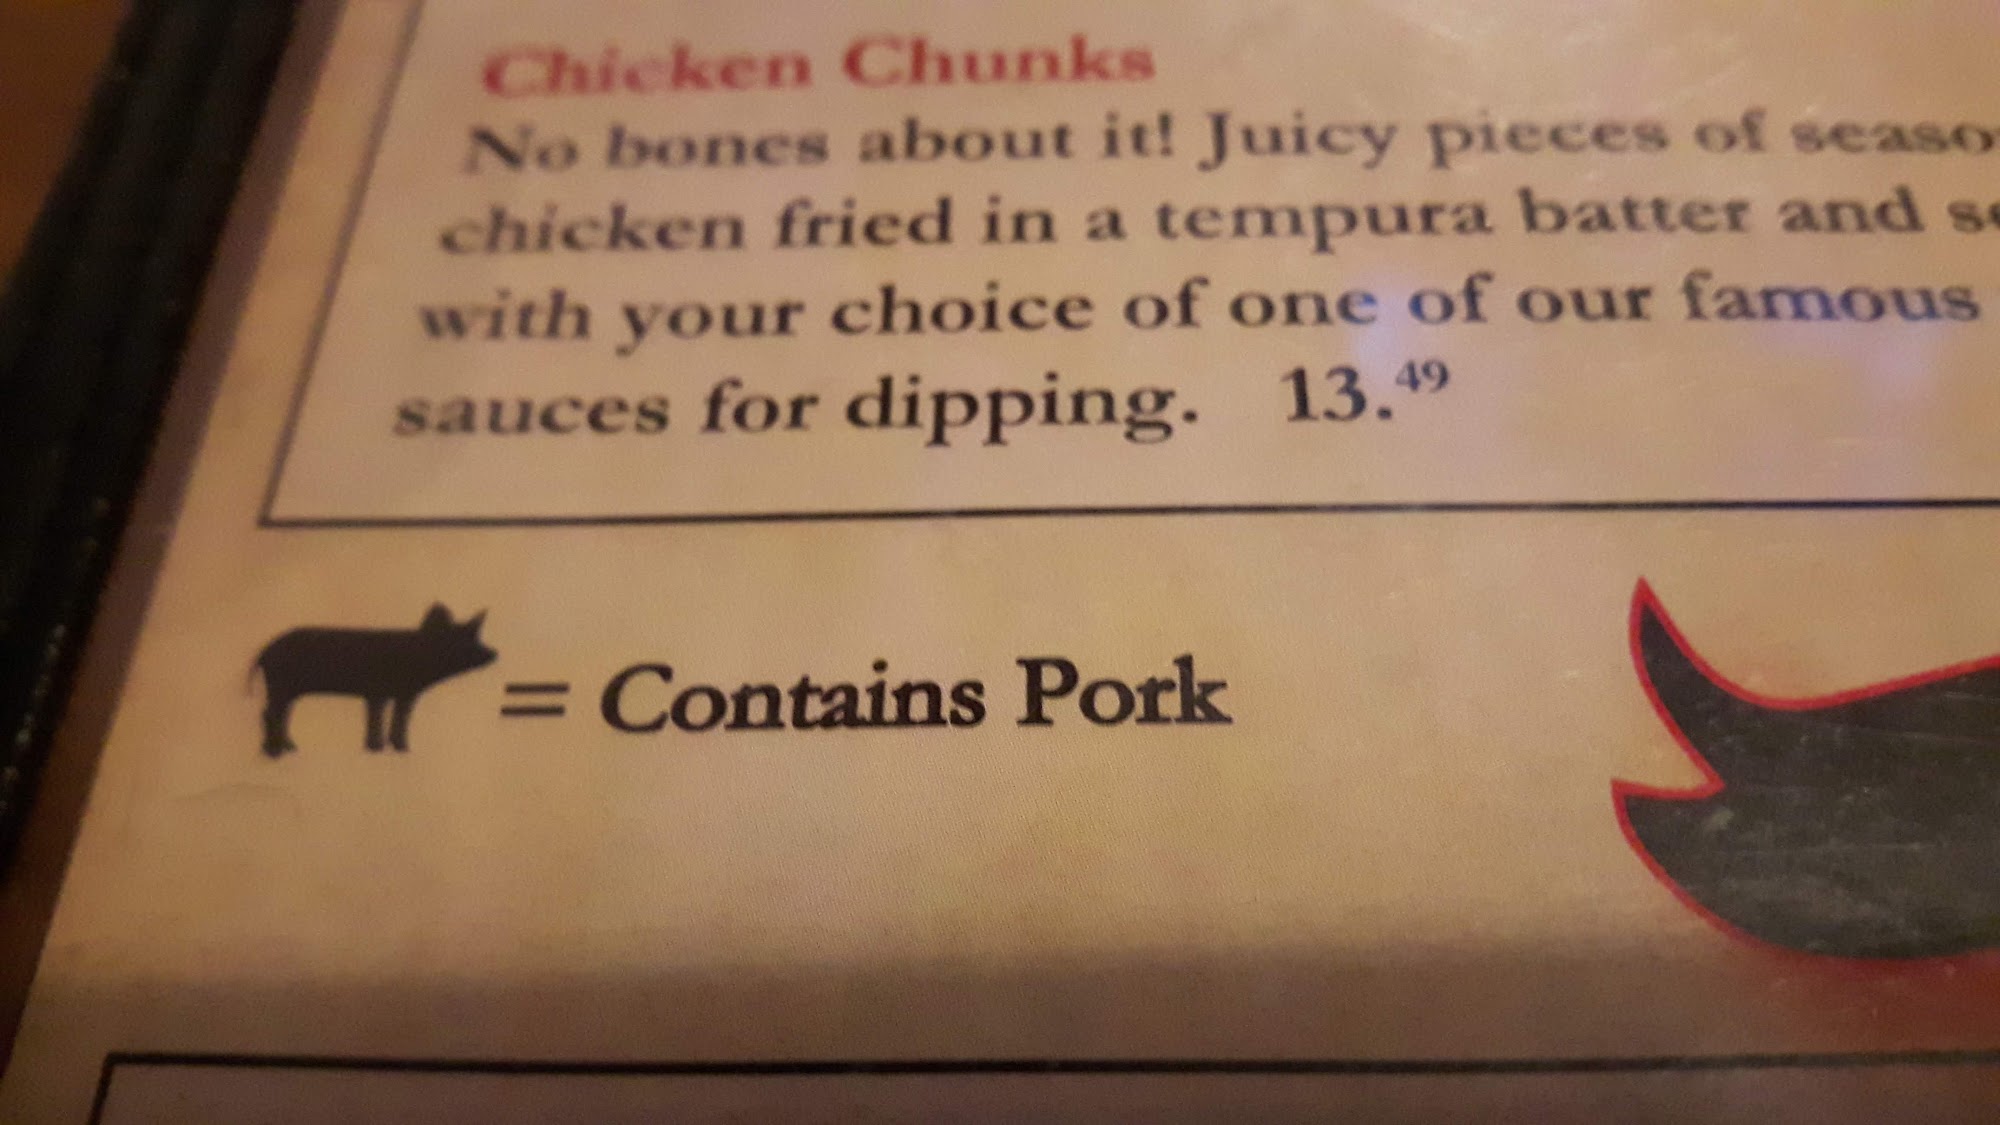 Chicken Chunks
No bones about it! Juicy pieces of
chicken fried in a tempura batter and
with your choice of one of our famous
sauces for dipping. 13.49
= Contains Pork